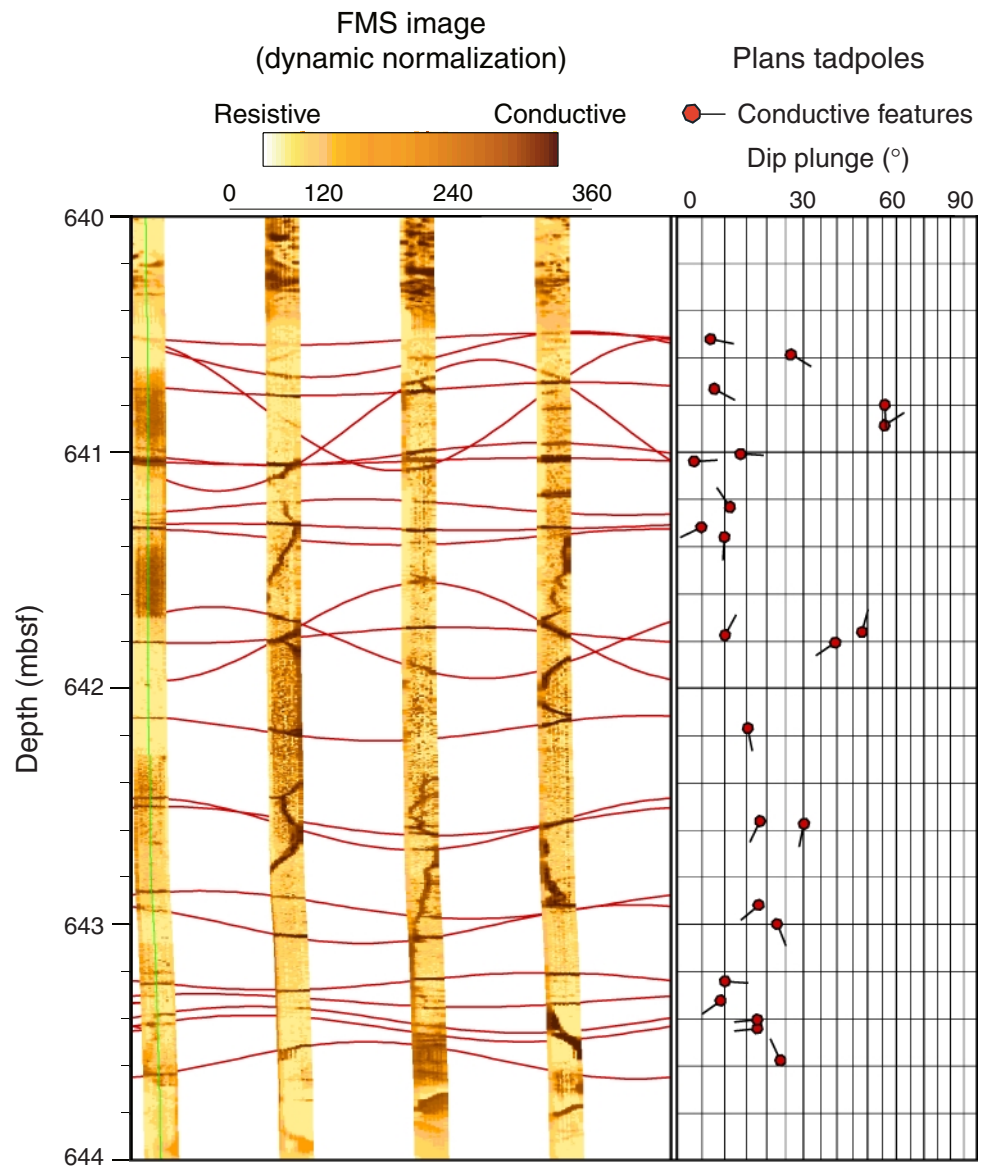 FMS image
(dynamic normalization)
Plans tadpoles
Resistive
Conductive
Conductive features
Dip plunge (°)
0 120 240 360
0 30 60 90
640
641
642
643
644
Depth (mbsf)